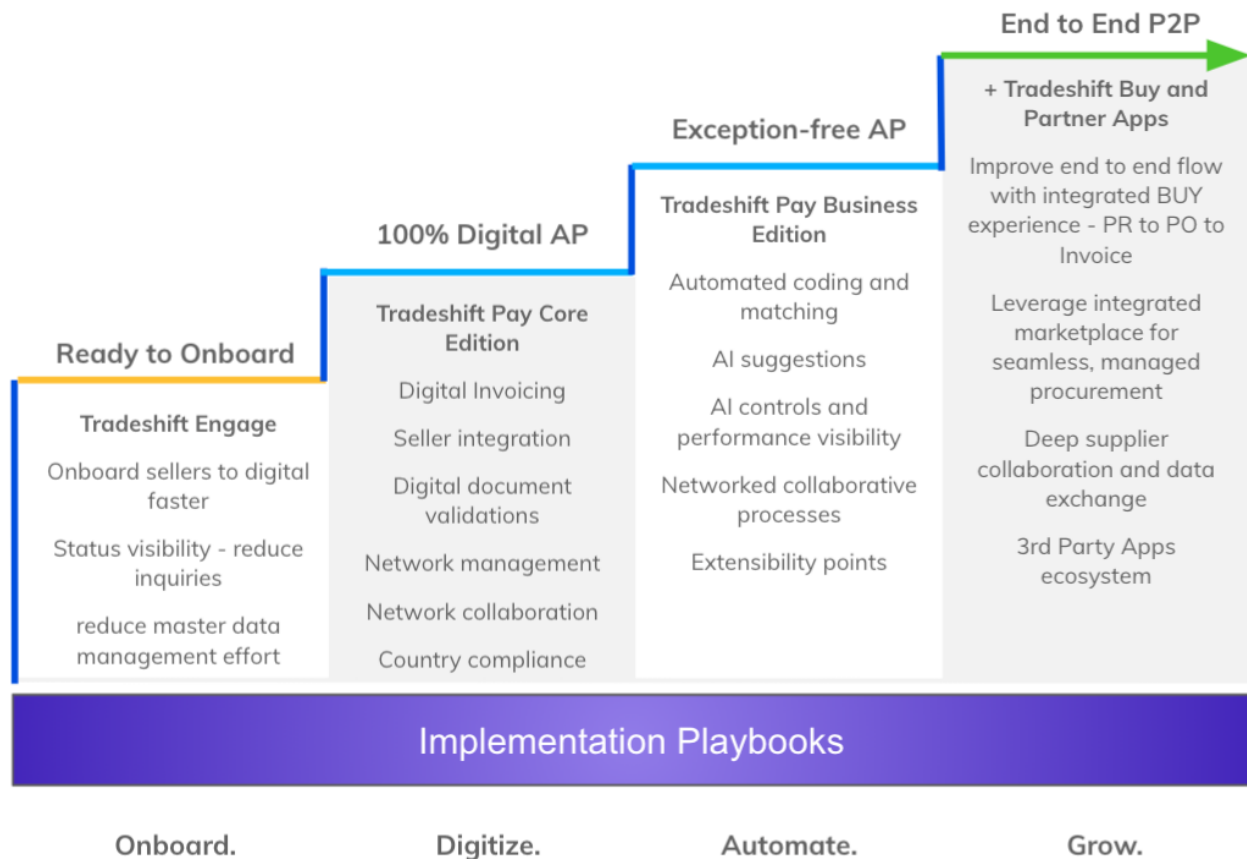 Ready to Onboard
Tradeshift Engage
Onboard sellers to digital
faster
Status visibility - reduce
inquiries
reduce master data
management effort
100% Digital AP
Tradeshift Pay Core
Edition
Digital Invoicing
Seller integration
Digital document
validations
Network management
Network collaboration
Country compliance
Exception-free AP
Tradeshift Pay Business
Edition
Automated coding and
matching
AI suggestions
AI controls and
performance visibility
Networked collaborative
processes
Extensibility points
End to End P2P
+ Tradeshift Buy and
Partner Apps
Improve end to end flow
with integrated BUY
experience - PR to PO to
Invoice
Leverage integrated
marketplace for
seamless, managed
procurement
Deep supplier
collaboration and data
exchange
3rd Party Apps
ecosystem
Implementation Playbooks
Onboard.
Digitize.
Automate.
Grow.